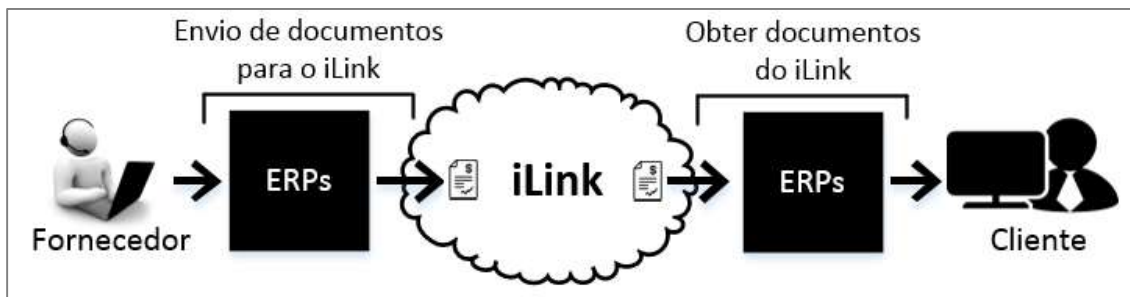 Envio de documentos
para o iLink
Obter documentos
do iLink
ERPs
$
iLink
$
ERPs
Fornecedor
Cliente